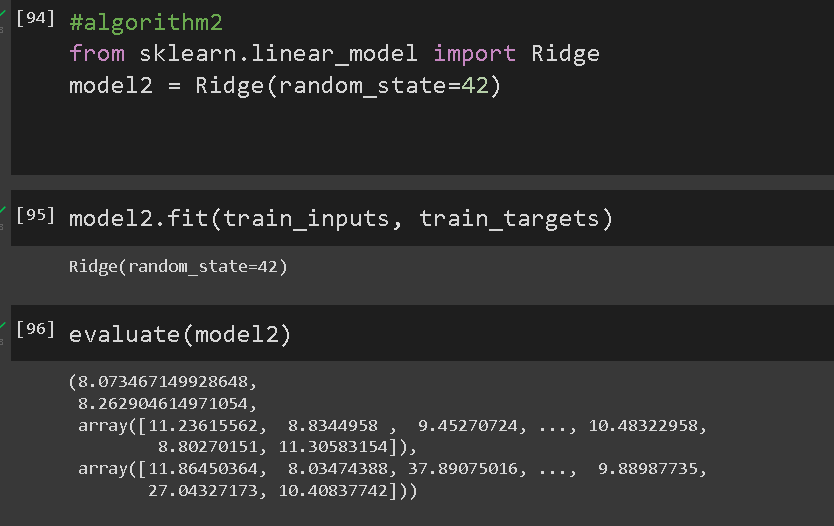 [94] #algorithm2
from sklearn.linear_model import Ridge
model2 = Ridge(random_state=42)
[95] model2.fit(train_inputs, train_targets)
Ridge(random_state=42)
[96] evaluate(model2)
(8.073467149928648,
8.262904614971054,
array([11.23615562,  8.8344958 ,  9.45270724, ..., 10.48322958,
8.80270151, 11.30583154]),
array([11.86450364,  8.03474388, 37.89075016, ...,  9.88987735,
27.04327173, 10.40837742]))